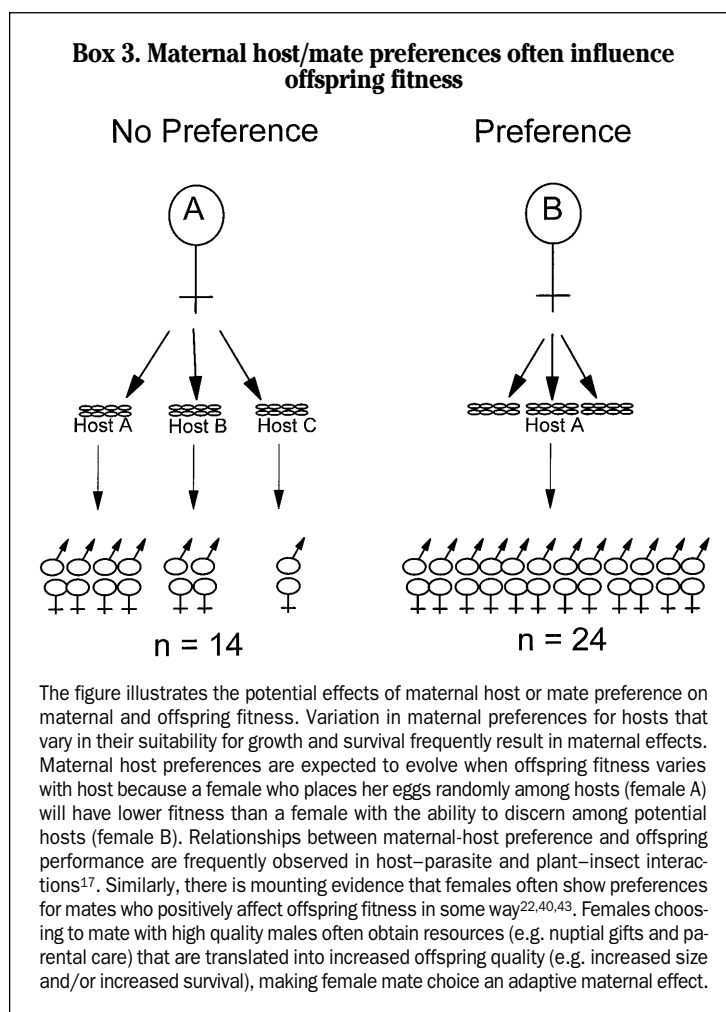 Box 3. Maternal host/mate preferences often influence
offspring fitness
No Preference
Preference
A
B
Host A
Host B
Host C
Host A
n = 14
n = 24
The figure illustrates the potential effects of maternal host or mate preference on
maternal and offspring fitness. Variation in maternal preferences for hosts that
vary in their suitability for growth and survival frequently result in maternal effects.
Maternal host preferences are expected to evolve when offspring fitness varies
with host because a female who places her eggs randomly among hosts (female A)
will have lower fitness than a female with the ability to discern among potential
hosts (female B). Relationships between maternal-host preference and offspring
performance are frequently observed in host–parasite and plant–insect interac-
tions17. Similarly, there is mounting evidence that females often show preferences
for mates who positively affect offspring fitness in some way22,40,43. Females choos-
ing to mate with high quality males often obtain resources (e.g. nuptial gifts and pa-
rental care) that are translated into increased offspring quality (e.g. increased size
and/or increased survival), making female mate choice an adaptive maternal effect.